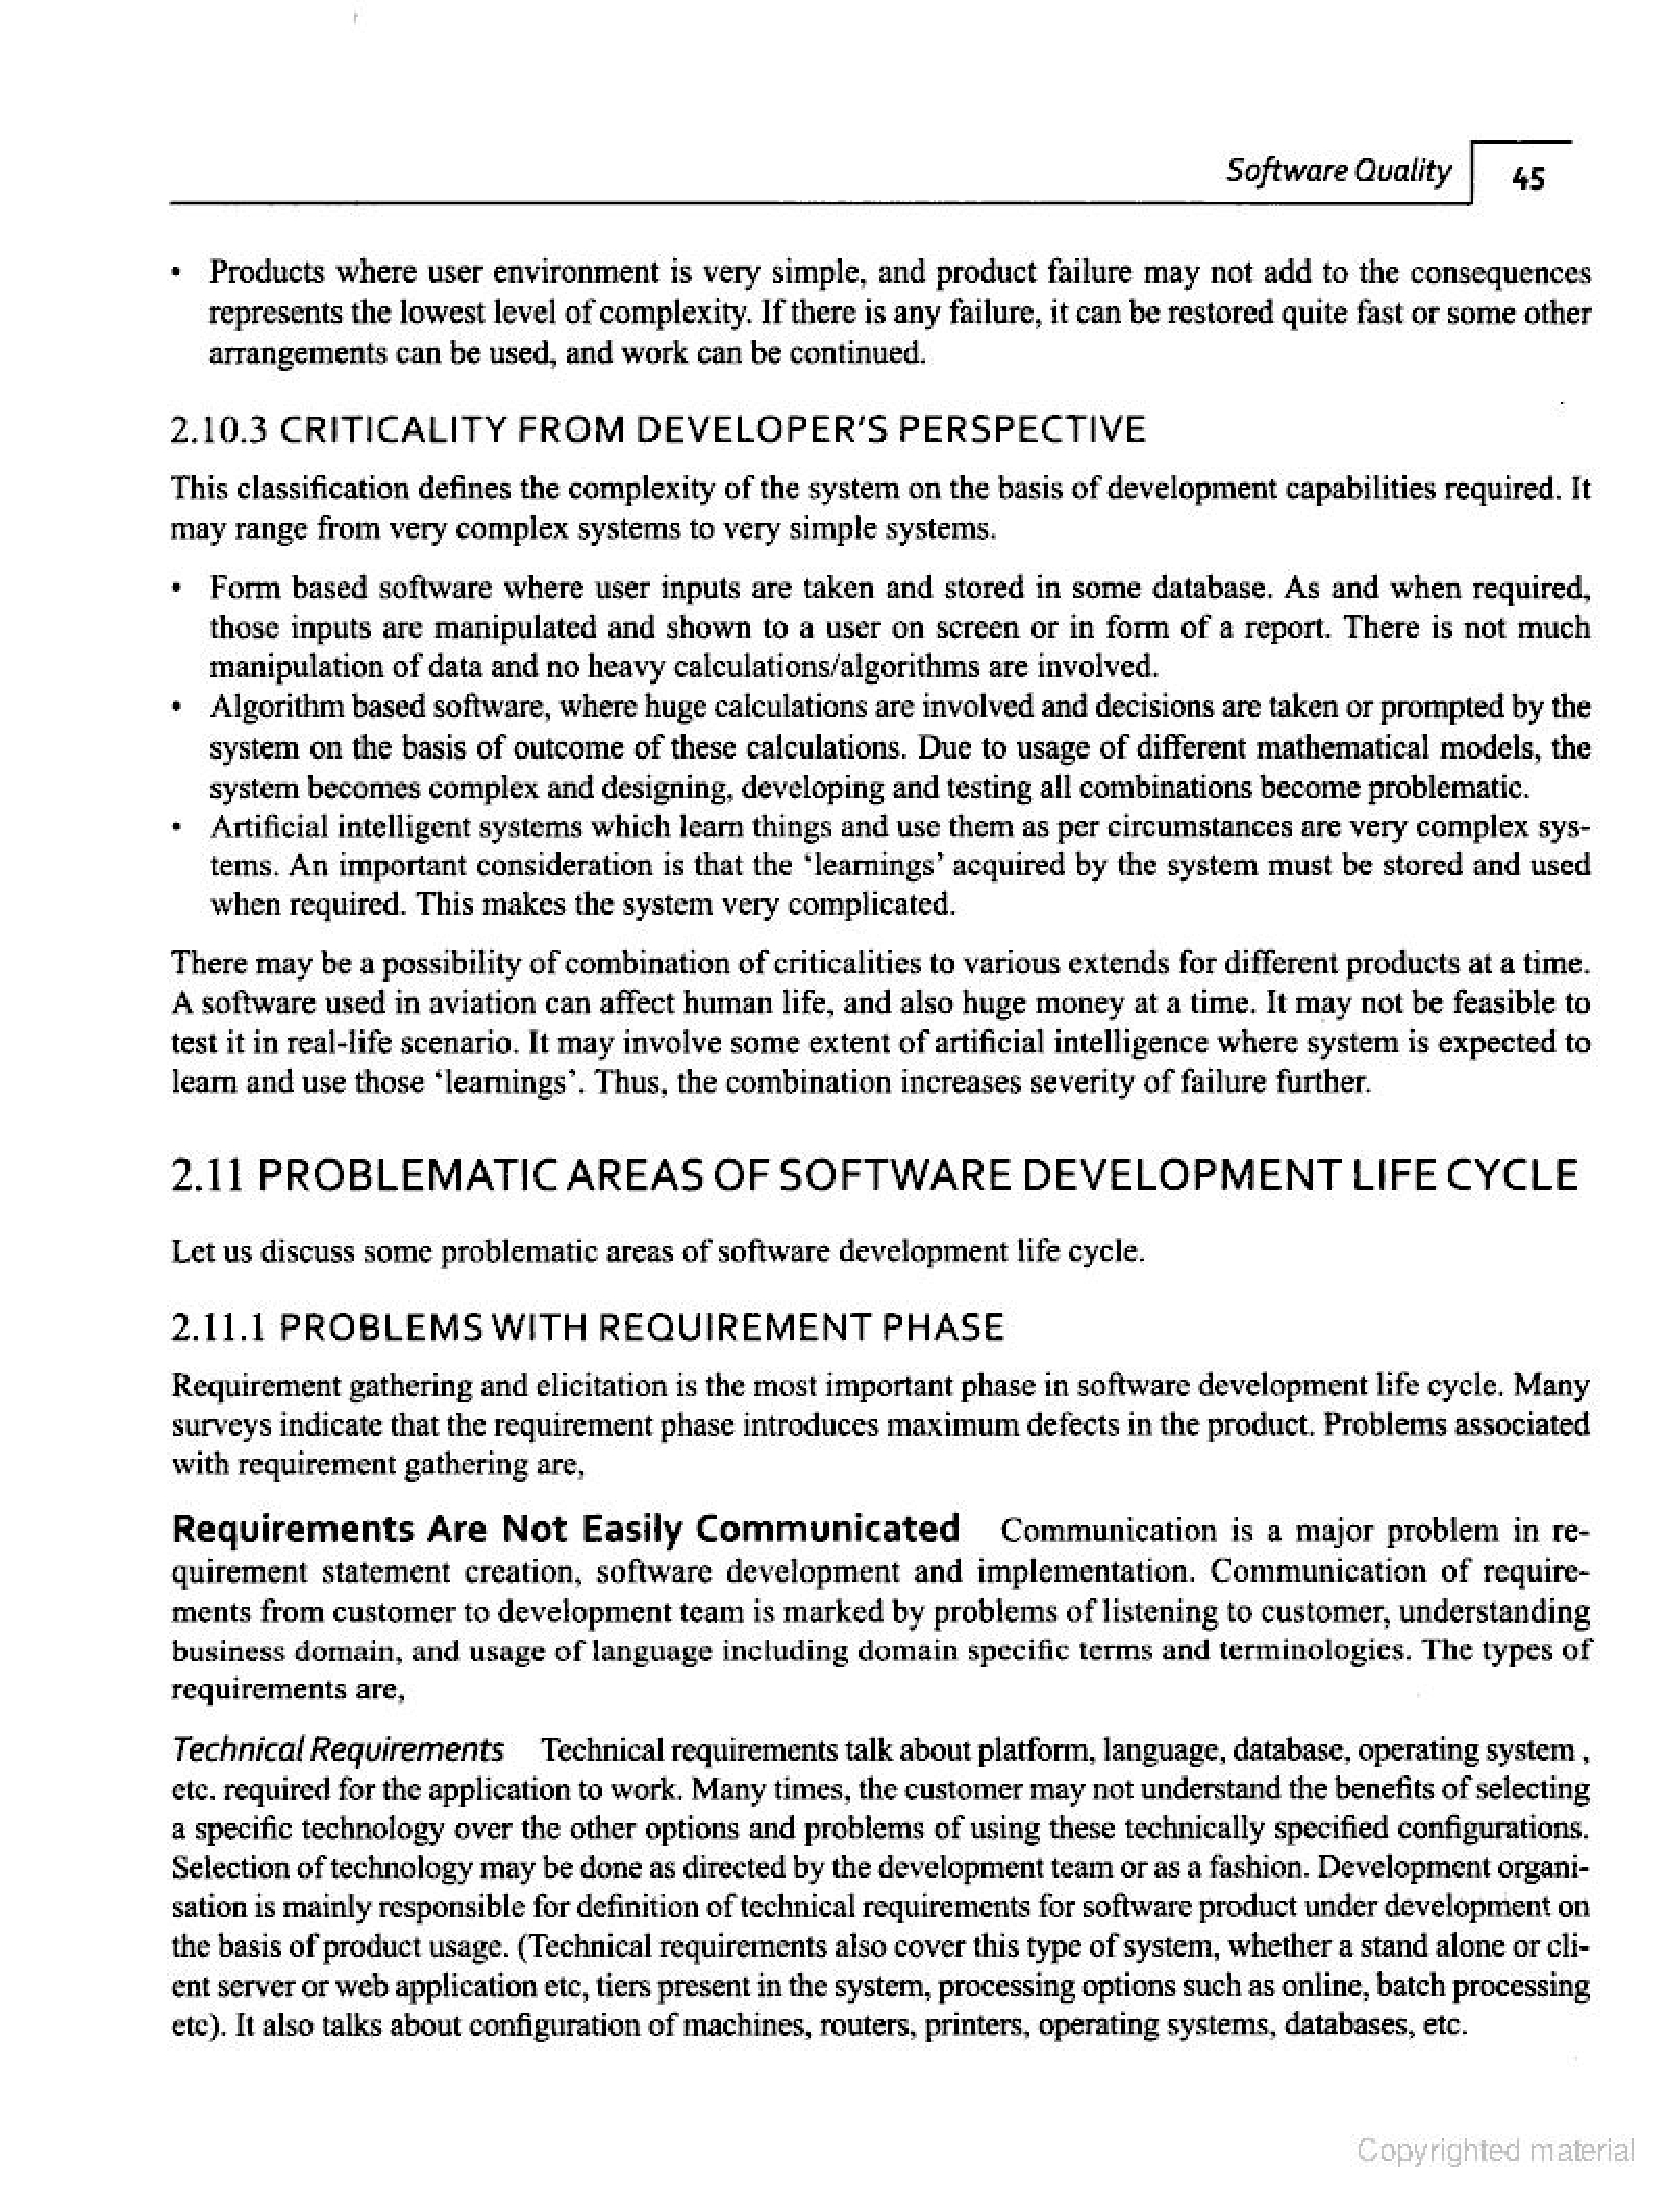 Software Quality 45
• Products where user environment is very simple, and product failure may not add to the consequences
represents the lowest level of complexity. If there is any failure, it can be restored quite fast or some other
arrangements can be used, and work can be continued.
2.10.3 CRITICALITY FROM DEVELOPER'S PERSPECTIVE
This classification defines the complexity of the system on the basis of development capabilities required. It
may range from very complex systems to very simple systems.
• Form based software where user inputs are taken and stored in some database. As and when required,
those inputs are manipulated and shown to a user on screen or in form of a report. There is not much
manipulation of data and no heavy calculations/algorithms are involved.
• Algorithm based software, where huge calculations are involved and decisions are taken or prompted by the
system on the basis of outcome of these calculations. Due to usage of different mathematical models, the
system becomes complex and designing, developing and testing all combinations become problematic.
• Artificial intelligent systems which learn things and use them as per circumstances are very complex sys-
tems. An important consideration is that the 'learnings' acquired by the system must be stored and used
when required. This makes the system very complicated.
There may be a possibility of combination of criticalities to various extends for different products at a time.
A software used in aviation can affect human life, and also huge money at a time. It may not be feasible to
test it in real-life scenario. It may involve some extent of artificial intelligence where system is expected to
learn and use those 'learnings'. Thus, the combination increases severity of failure further.
2.11 PROBLEMATIC AREAS OF SOFTWARE DEVELOPMENT LIFE CYCLE
Let us discuss some problematic areas of software development life cycle.
2.11.1 PROBLEMS WITH REQUIREMENT PHASE
Requirement gathering and elicitation is the most important phase in software development life cycle. Many
surveys indicate that the requirement phase introduces maximum defects in the product. Problems associated
with requirement gathering are,
Requirements Are Not Easily Communicated Communication is a major problem in re-
quirement statement creation, software development and implementation. Communication of require-
ments from customer to development team is marked by problems of listening to customer, understanding
business domain, and usage of language including domain specific terms and terminologies. The types of
requirements are,
Technical Requirements Technical requirements talk about platform, language, database, operating system ,
etc. required for the application to work. Many times, the customer may not understand the benefits of selecting
a specific technology over the other options and problems of using these technically specified configurations.
Selection of technology may be done as directed by the development team or as a fashion. Development organi-
sation is mainly responsible for definition of technical requirements for software product under development on
the basis of product usage. (Technical requirements also cover this type of system, whether a stand alone or cli-
ent server or web application etc, tiers present in the system, processing options such as online, batch processing
etc). It also talks about configuration of machines, routers, printers, operating systems, databases, etc.
Copyrighted material